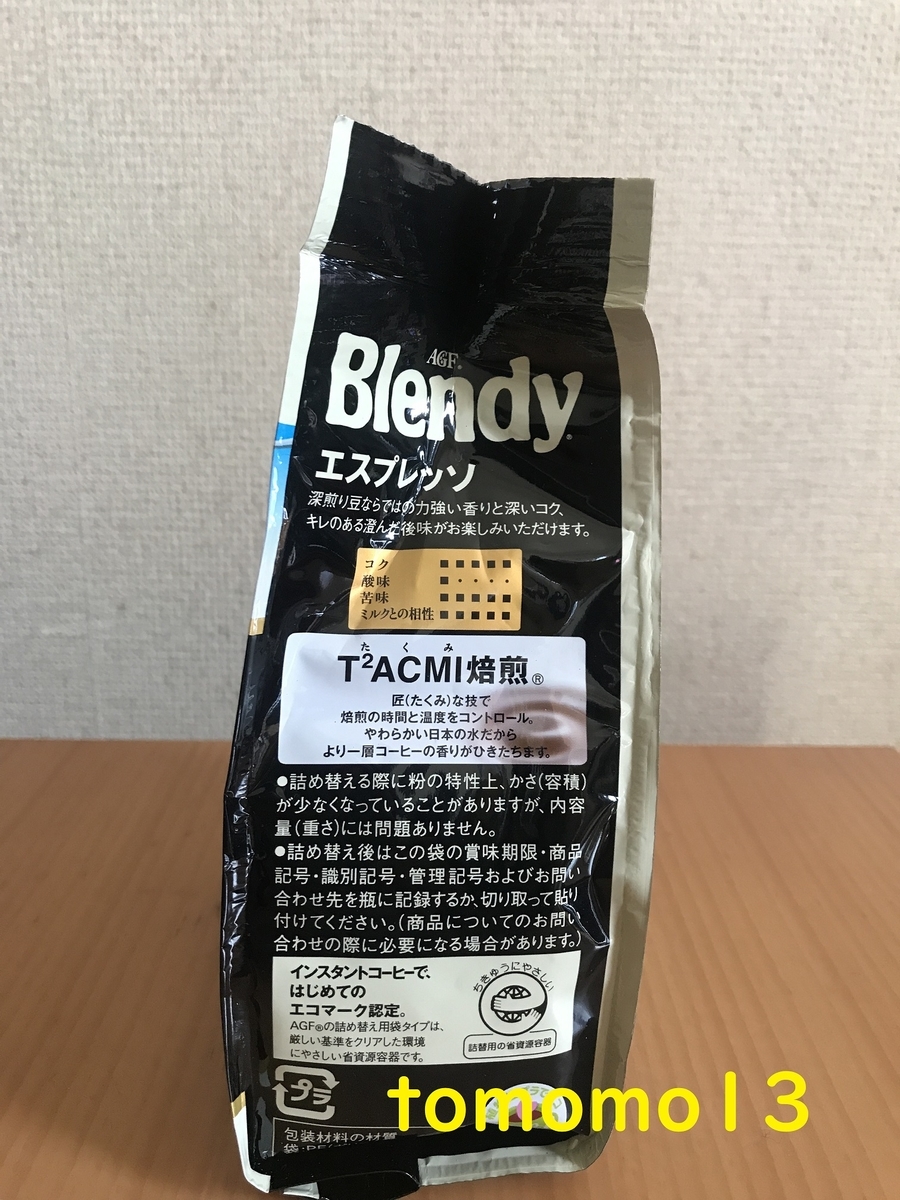 AGF®
Blendy®
エスプレッソ
深煎り豆ならではの力強い香りと深いコク、
キレのある澄んだ後味がお楽しみいただけます。
コク ■■■■■
酸味 ■・・・・
苦味 ■■■■■
ミルクとの相性 ■■■■■
たくみ
T²ACMI焙煎®
匠(たくみ)な技で
焙煎の時間と温度をコントロール。
やわらかい日本の水だから
より一層コーヒーの香りがひきたちます。
●詰め替える際に粉の特性上、かさ(容積)
が少なくなっていることがありますが、内容
量(重さ)には問題ありません。
●詰め替え後はこの袋の賞味期限・商品
記号・識別記号・管理記号およびお問い
合わせ先を瓶に記録するか、切り取って貼り
付けてください。(商品についてのお問い
合わせの際に必要になる場合があります。)
インスタントコーヒーで、
はじめての
エコマーク認定。
AGF®の詰め替え用袋タイプは、
厳しい基準をクリアした環境
にやさしい省資源容器です。
ちきゅうにやさしい
詰替用の省資源容器
プラ
包装材料の材質
袋:PE
tomomo13